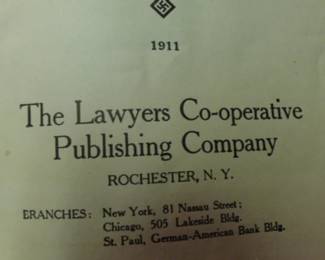 1911
The Lawyers Co-operative
Publishing Company
ROCHESTER, N. Y.
BRANCHES: New York, 81 Nassau Street;
Chicago, 505 Lakeside Bldg.
St. Paul, German-American Bank Bldg.